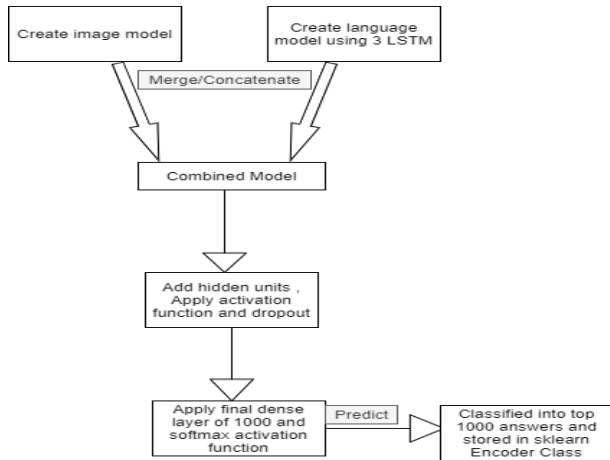 Create image model
Create language
model using 3 LSTM
Merge/Concatenate
Combined Model
Add hidden units ,
Apply activation
function and dropout
Apply final dense
layer of 1000 and
softmax activation
function
Predict
Classified into top
1000 answers and
stored in sklearn
Encoder Class